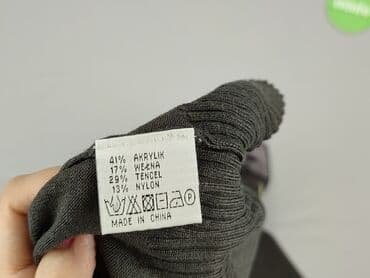 41% AKRYLIK
17% WEŁNA
29% TENCEL
13% NYLON
MADE IN CHINA